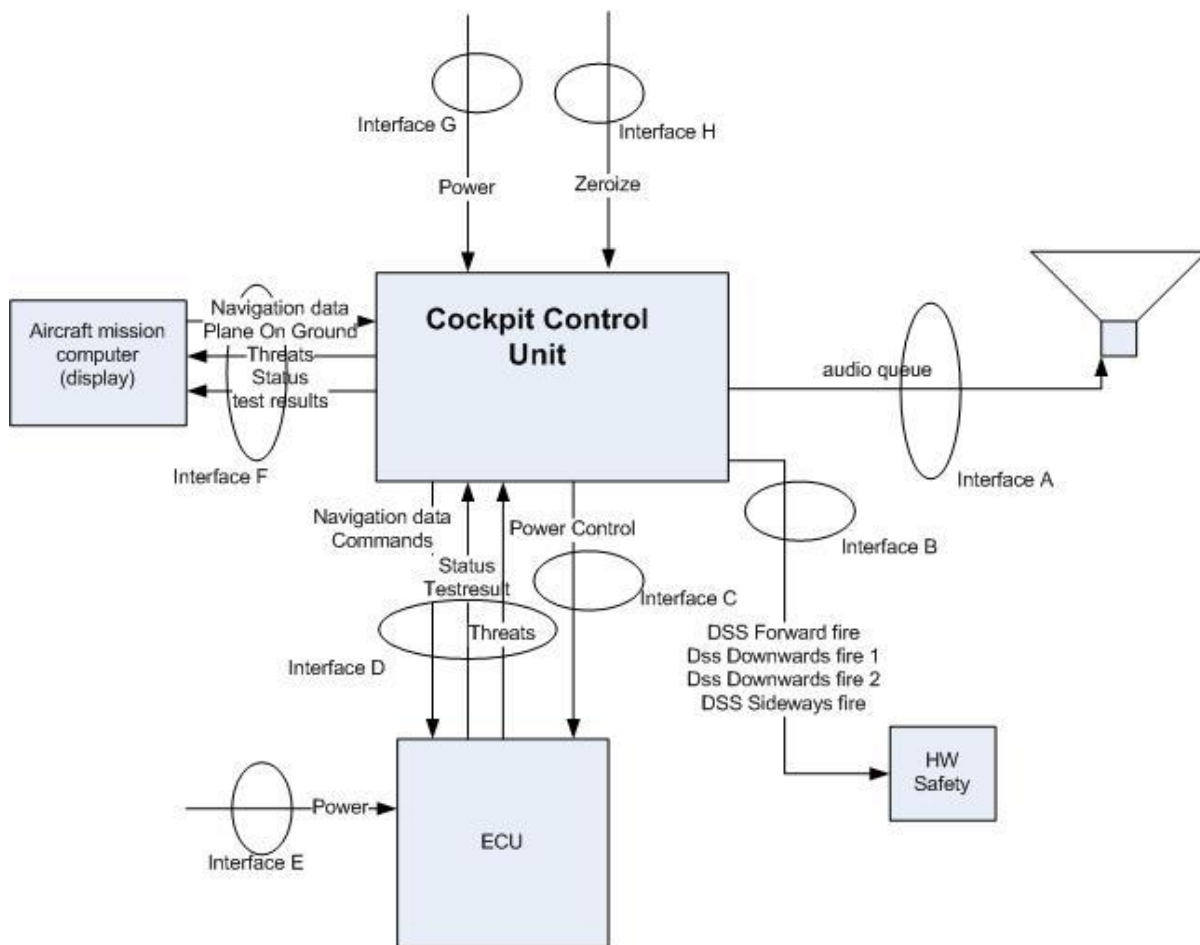 Interface G
Interface H
Power
Zeroize
Cockpit Control
Unit
Aircraft mission
computer
(display)
Navigation data
Plane On Ground
Threats
Status
test results
Interface F
audio queue
Interface A
Interface B
Navigation data
Commands
Status
Testresult
Threats
Power Control
Interface C
Interface D
DSS Forward fire
Dss Downwards fire 1
Dss Downwards fire 2
DSS Sideways fire
HW
Safety
Power
Interface E
ECU